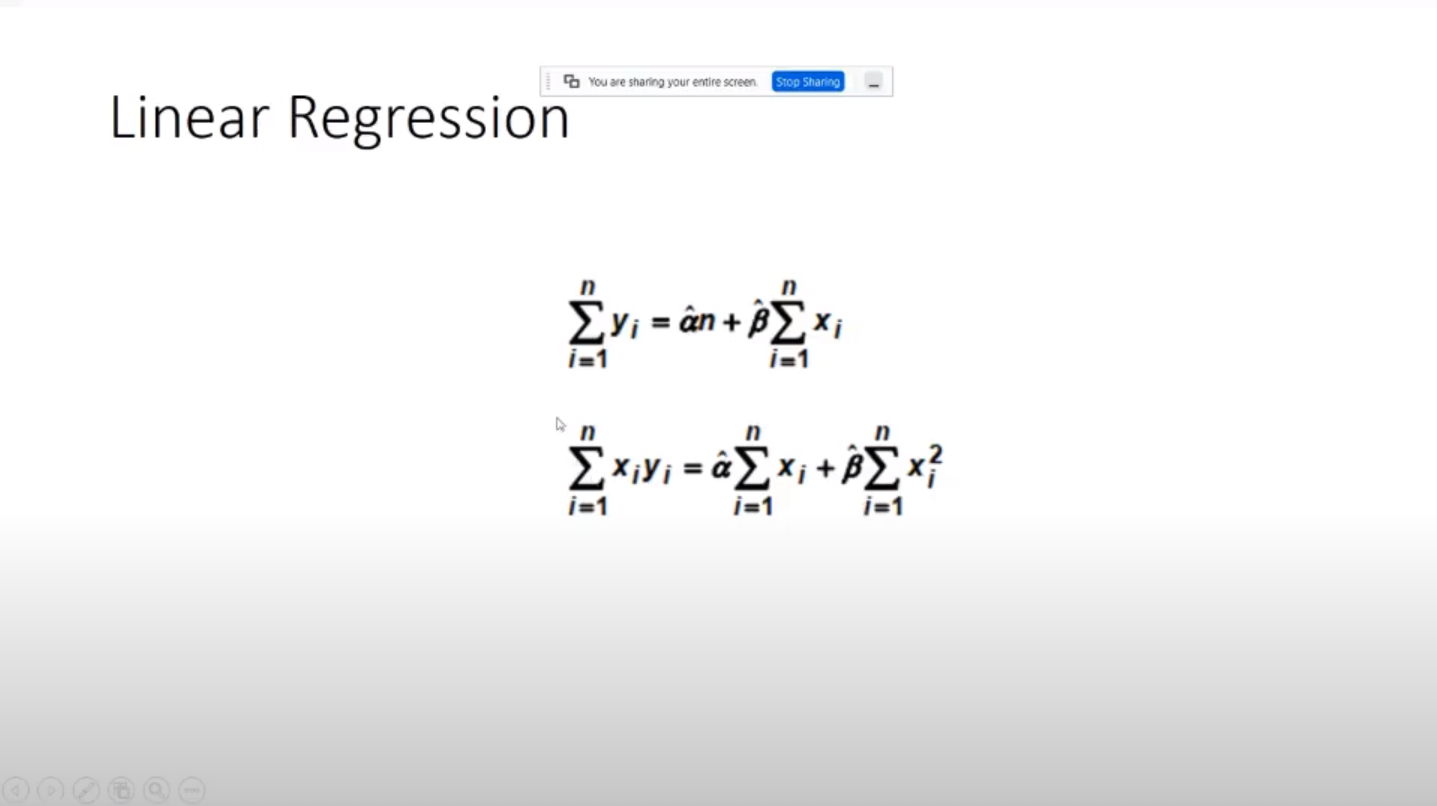 You are sharing your entire screen. Stop Sharing
Linear Regression
∑_{i=1}^{n} y_i = α̂n + β̂ ∑_{i=1}^{n} x_i
∑_{i=1}^{n} x_i y_i = α̂ ∑_{i=1}^{n} x_i + β̂ ∑_{i=1}^{n} x_i^2